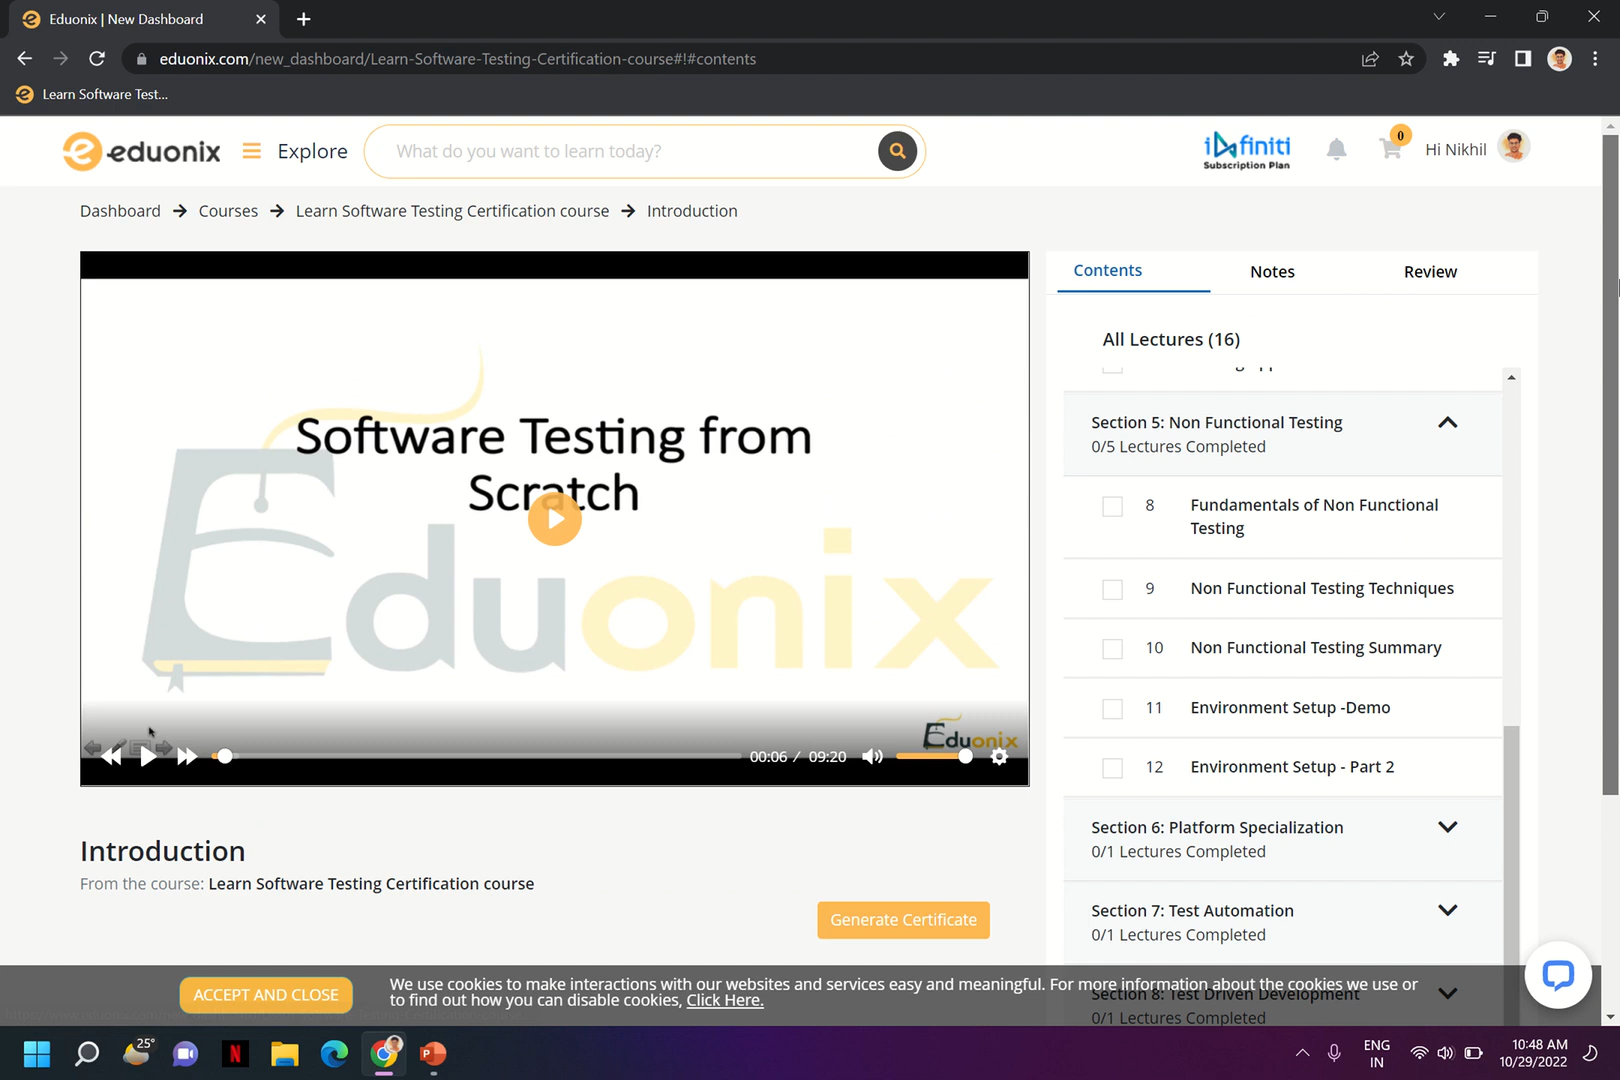 Eduonix | New Dashboard
eduonix.com/new_dashboard/Learn-Software-Testing-Certification-course#!#contents
Learn Software Test...
eduonix
Explore
What do you want to learn today?
infiniti
Subscription Plan
0
Hi Nikhil
Dashboard → Courses → Learn Software Testing Certification course → Introduction
Software Testing from
Scratch
Eduonix
Eduonix
00:06 / 09:20
Contents
Notes
Review
All Lectures (16)
Section 5: Non Functional Testing
0/5 Lectures Completed
8 Fundamentals of Non Functional
Testing
9 Non Functional Testing Techniques
10 Non Functional Testing Summary
11 Environment Setup -Demo
12 Environment Setup - Part 2
Section 6: Platform Specialization
0/1 Lectures Completed
Section 7: Test Automation
0/1 Lectures Completed
Section 8: Test Driven Development
0/1 Lectures Completed
Introduction
From the course: Learn Software Testing Certification course
Generate Certificate
ACCEPT AND CLOSE
We use cookies to make interactions with our websites and services easy and meaningful. For more information about the cookies we use or
to find out how you can disable cookies, Click Here.
25°
ENG
IN
10:48 AM
10/29/2022